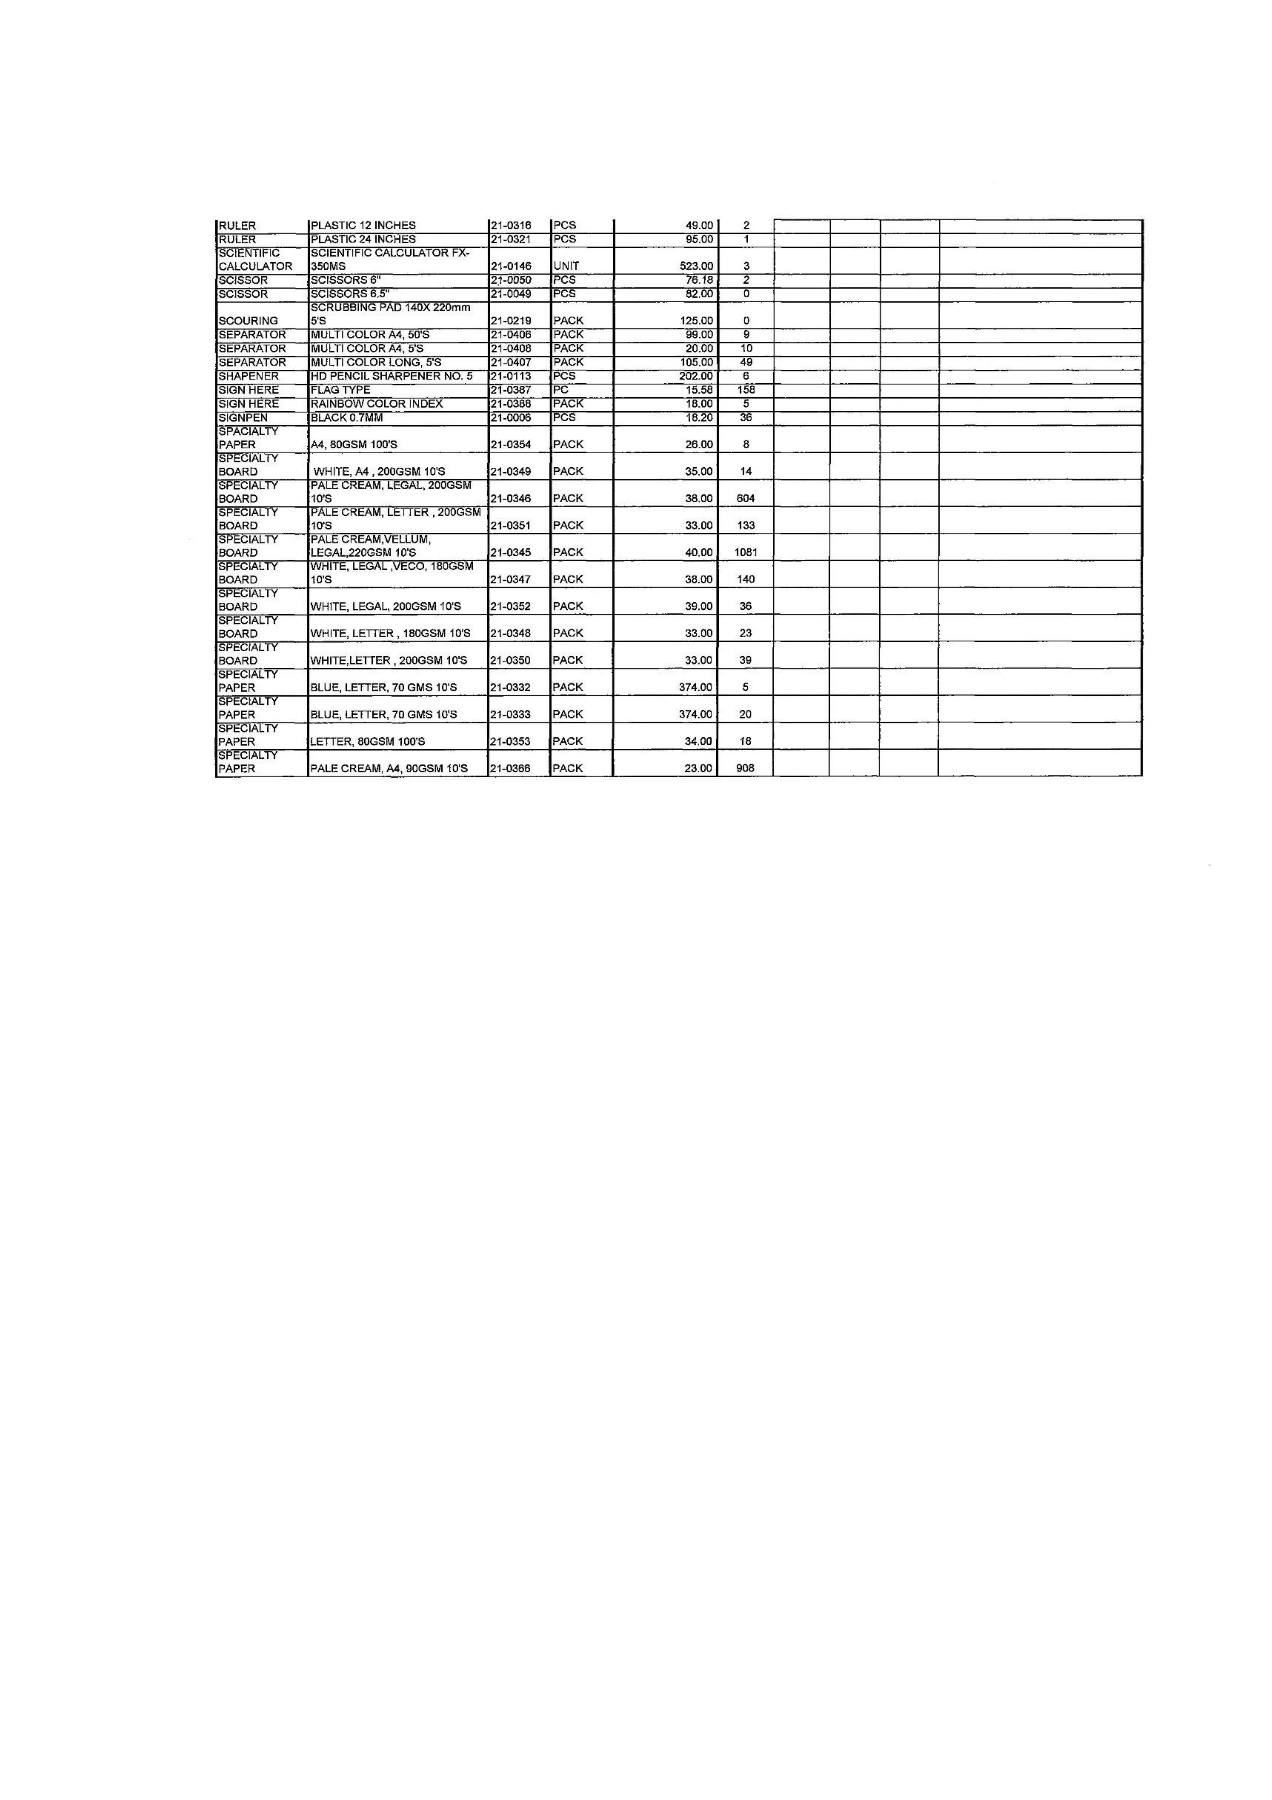 RULER PLASTIC 12 INCHES 21-0316 PCS 49.00 2
RULER PLASTIC 24 INCHES 21-0321 PCS 95.00 1
SCIENTIFIC SCIENTIFIC CALCULATOR FX-
CALCULATOR 350MS 21-0146 UNIT 523.00 3
SCISSOR SCISSORS 6" 21-0050 PCS 76.18 2
SCISSOR SCISSORS 6.5" 21-0049 PCS 82.00 0
SCRUBBING PAD 140X 220mm
SCOURING 5'S 21-0219 PACK 125.00 0
SEPARATOR MULTI COLOR A4, 50'S 21-0406 PACK 99.00 9
SEPARATOR MULTI COLOR A4, 5'S 21-0408 PACK 20.00 10
SEPARATOR MULTI COLOR LONG, 5'S 21-0407 PACK 105.00 49
SHAPENER HD PENCIL SHARPENER NO. 5 21-0113 PCS 202.00 6
SIGN HERE FLAG TYPE 21-0387 PC 15.58 158
SIGN HERE RAINBOW COLOR INDEX 21-0388 PACK 18.00 5
SIGNPEN BLACK 0.7MM 21-0006 PCS 18.20 36
SPACIALTY
PAPER A4, 80GSM 100'S 21-0354 PACK 26.00 8
SPECIALTY
BOARD WHITE, A4 , 200GSM 10'S 21-0349 PACK 35.00 14
SPECIALTY PALE CREAM, LEGAL, 200GSM
BOARD 10'S 21-0346 PACK 38.00 604
SPECIALTY PALE CREAM, LETTER , 200GSM
BOARD 10'S 21-0351 PACK 33.00 133
SPECIALTY PALE CREAM,VELLUM,
BOARD LEGAL,220GSM 10'S 21-0345 PACK 40.00 1081
SPECIALTY WHITE, LEGAL ,VECO, 180GSM
BOARD 10'S 21-0347 PACK 38.00 140
SPECIALTY
BOARD WHITE, LEGAL, 200GSM 10'S 21-0352 PACK 39.00 36
SPECIALTY
BOARD WHITE, LETTER , 180GSM 10'S 21-0348 PACK 33.00 23
SPECIALTY
BOARD WHITE,LETTER , 200GSM 10'S 21-0350 PACK 33.00 39
SPECIALTY
PAPER BLUE, LETTER, 70 GMS 10'S 21-0332 PACK 374.00 5
SPECIALTY
PAPER BLUE, LETTER, 70 GMS 10'S 21-0333 PACK 374.00 20
SPECIALTY
PAPER LETTER, 80GSM 100'S 21-0353 PACK 34.00 18
SPECIALTY
PAPER PALE CREAM, A4, 90GSM 10'S 21-0366 PACK 23.00 908